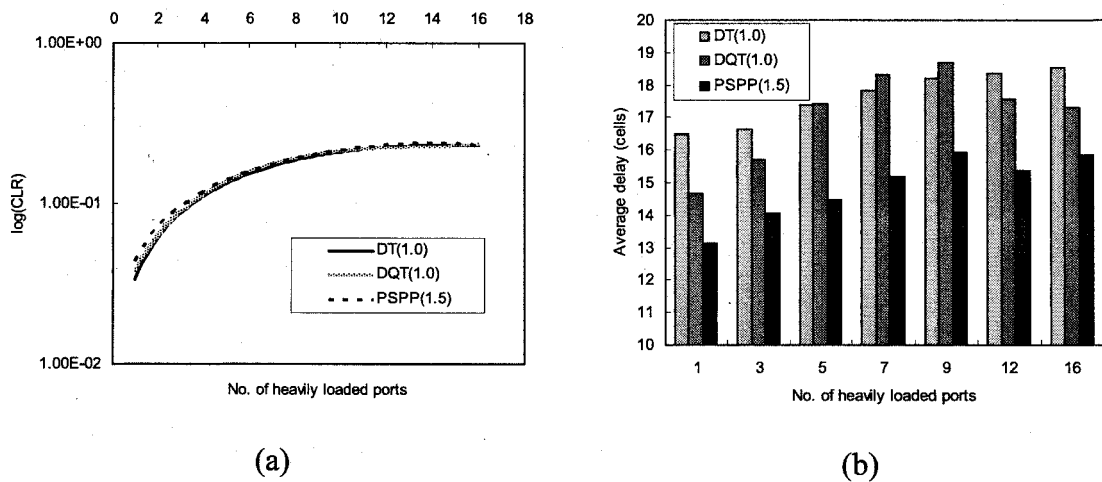 0 2 4 6 8 10 12 14 16 18
1.00E+00
1.00E-01
1.00E-02
log(CLR)
DT(1.0)
DQT(1.0)
PSPP(1.5)
No. of heavily loaded ports
(a)
20
19
18
17
16
15
14
13
12
11
10
Average delay (cells)
DT(1.0)
DQT(1.0)
PSPP(1.5)
1 3 5 7 9 12 16
No. of heavily loaded ports
(b)